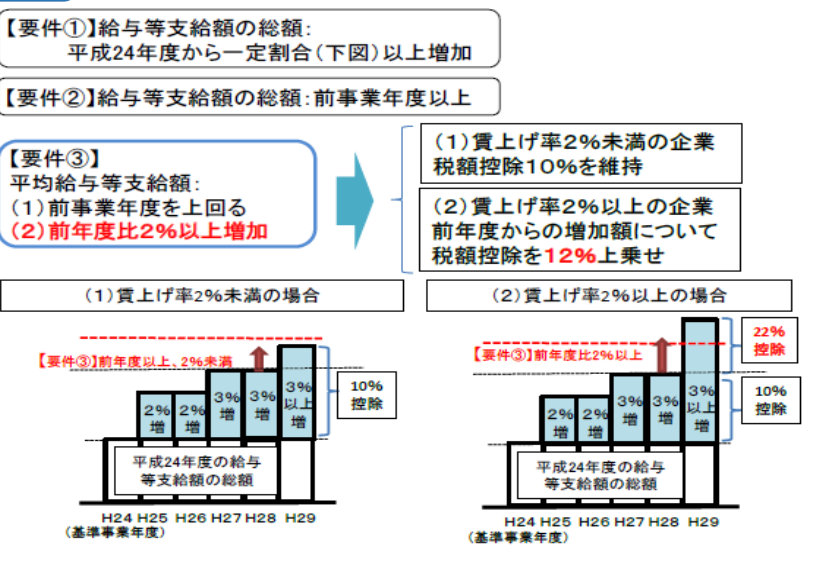 【要件①】給与等支給額の総額：
平成24年度から一定割合（下図）以上増加
【要件②】給与等支給額の総額：前事業年度以上
【要件③】
平均給与等支給額：
（1）前事業年度を上回る
（2）前年度比2%以上増加
（1）賃上げ率2%未満の企業
税額控除10%を維持
（2）賃上げ率2%以上の企業
前年度からの増加額について
税額控除を12%上乗せ
（1）賃上げ率2%未満の場合
【要件③】前年度以上、2%未満
2%
増
2%
増
3%
増
3%
増
3%
以上
増
10%
控除
平成24年度の給与
等支給額の総額
H24 H25 H26 H27 H28 H29
（基準事業年度）
（2）賃上げ率2%以上の場合
【要件③】前年度比2%以上
2%
増
2%
増
3%
増
3%
増
3%
以上
増
22%
控除
10%
控除
平成24年度の給与
等支給額の総額
H24 H25 H26 H27 H28 H29
（基準事業年度）